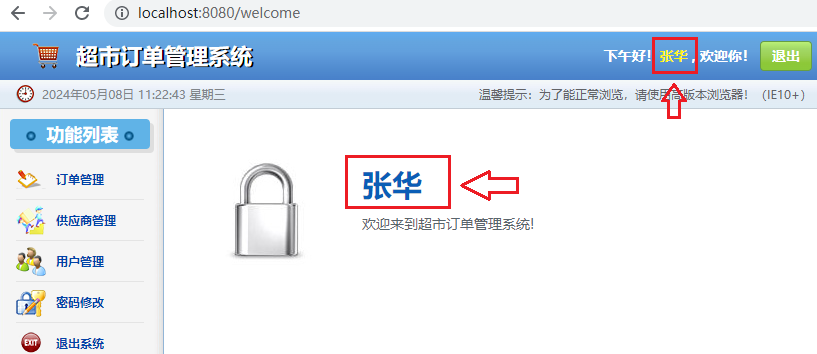 localhost:8080/welcome
超市订单管理系统
下午好！张华，欢迎你！
退出
2024年05月08日 11:22:43 星期三
温馨提示：为了能正常浏览，请使用高版本浏览器！（IE10+）
功能列表
张华
订单管理
欢迎来到超市订单管理系统!
供应商管理
用户管理
密码修改
EXIT
退出系统